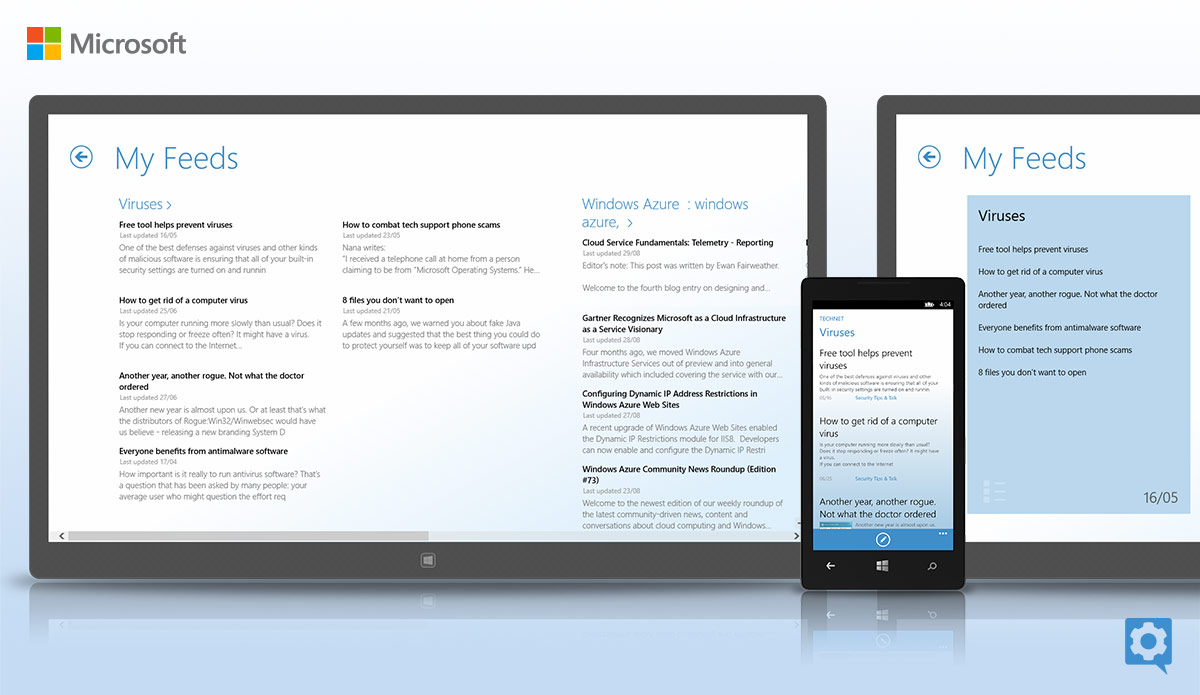 Microsoft
My Feeds
Viruses
Free tool helps prevent viruses
Last updated 16/05
One of the best defenses against viruses and other kinds
of malicious software is ensuring that all of your built-in
security settings are turned on and runnin
How to get rid of a computer virus
Last updated 25/06
Is your computer running more slowly than usual? Does it
stop responding or freeze often? It might have a virus.
If you can connect to the Internet...
Another year, another rogue. Not what the doctor
ordered
Last updated 27/06
Another new year is almost upon us. Or at least that's what
the distributors of Rogue:Win32/Winwebsec would have
us believe - releasing a new branding System D
Everyone benefits from antimalware software
Last updated 17/04
How important is it really to run antivirus software? That's
a question that has been asked by many people: your
average user who might question the effort req
How to combat tech support phone scams
Last updated 23/05
Nana writes:
"I received a telephone call at home from a person
claiming to be from "Microsoft Operating Systems." He...
8 files you don't want to open
Last updated 21/05
A few months ago, we warned you about fake Java
updates and suggested that the best thing you could do
to protect yourself was to keep all of your software upd
Windows Azure : windows
azure,
Cloud Service Fundamentals: Telemetry - Reporting
Last updated 29/08
Editor's note: This post was written by Ewan Fairweather.
Welcome to the fourth blog entry on designing and...
Gartner Recognizes Microsoft as a Cloud Infrastructure
as a Service Visionary
Last updated 28/08
Four months ago, we moved Windows Azure
Infrastructure Services out of preview and into general
availability which included covering the service with our...
Configuring Dynamic IP Address Restrictions in
Windows Azure Web Sites
Last updated 27/08
A recent upgrade of Windows Azure Web Sites enabled
the Dynamic IP Restrictions module for IIS8. Developers
can now enable and configure the Dynamic IP Restri
Windows Azure Community News Roundup (Edition
#73)
Last updated 23/08
Welcome to the newest edition of our weekly roundup of
the latest community-driven news, content and
conversations about cloud computing and Windows...
4:04
TECHNET
Viruses
Free tool helps prevent
viruses
One of the best defenses against viruses and other
kinds of malicious software is ensuring that all of your
built-in security settings are turned on and runnin
05/16 Security Tips & Talk
How to get rid of a computer
virus
Is your computer running more slowly than usual?
Does it stop responding or freeze often? It might have
a virus.
If you can connect to the Internet
06/25 Security Tips & Talk
Another year, another rogue.
Not what the doctor ordered
Another new year is almost upon us.
My Feeds
Viruses
Free tool helps prevent viruses
How to get rid of a computer virus
Another year, another rogue. Not what the doctor
ordered
Everyone benefits from antimalware software
How to combat tech support phone scams
8 files you don't want to open
16/05